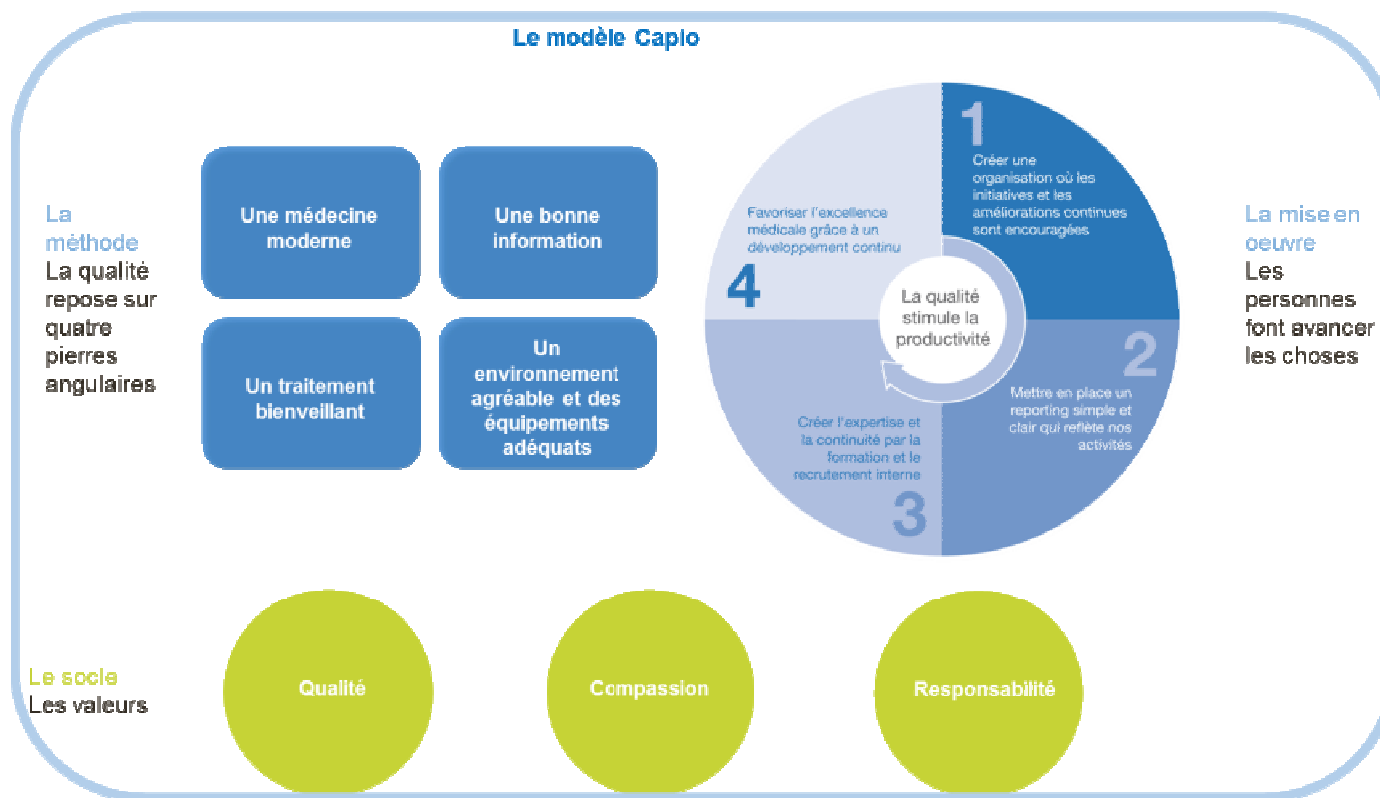 Le modèle Capio
La
méthode
La qualité
repose sur
quatre
pierres
angulaires
Une médecine
moderne
Une bonne
information
Un traitement
bienveillant
Un
environnement
agréable et des
équipements
adéquats
1
Créer une
organisation où les
initiatives et les
améliorations continues
sont encouragées
2
Mettre en place un
reporting simple et
clair qui reflète nos
activités
3
Créer l'expertise et
la continuité par la
formation et le
recrutement interne
4
Favoriser l'excellence
médicale grâce à un
développement continu
La qualité
stimule la
productivité
La mise en
oeuvre
Les
personnes
font avancer
les choses
Le socle
Les valeurs
Qualité
Compassion
Responsabilité